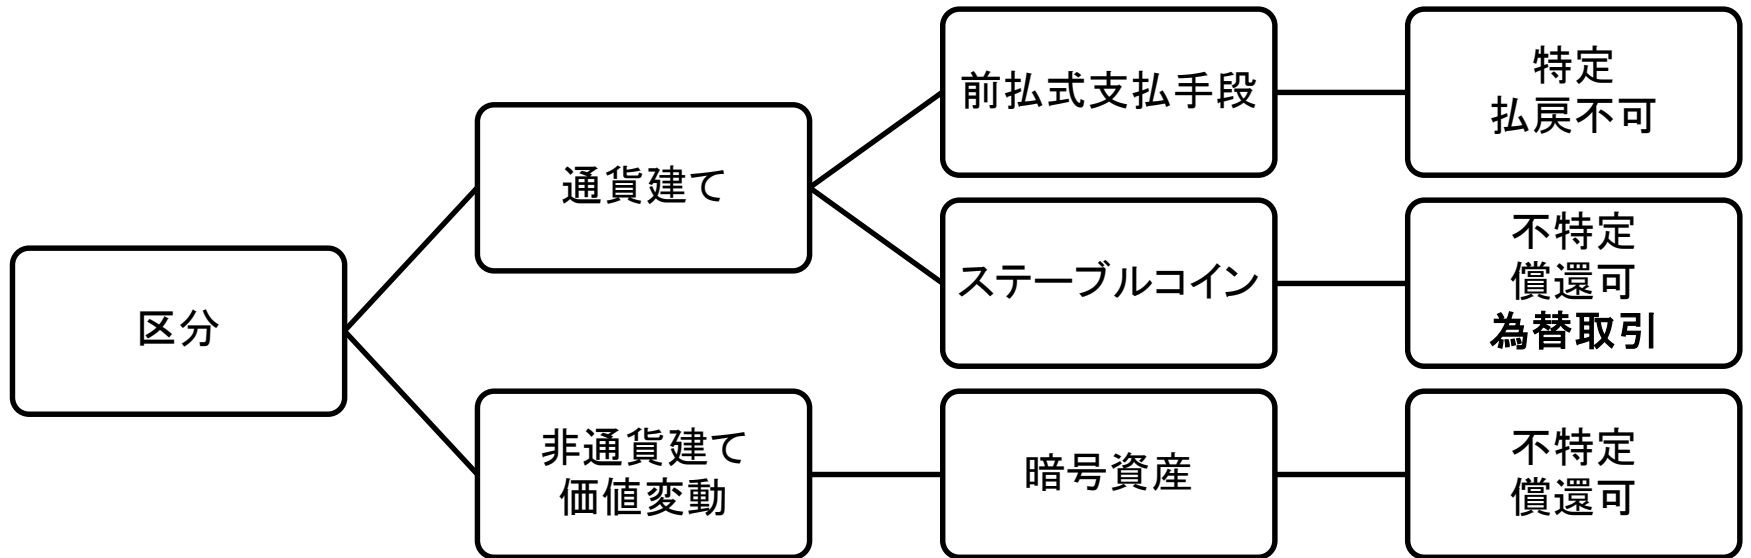 区分
通貨建て
前払式支払手段
特定
払戻不可
ステーブルコイン
不特定
償還可
為替取引
非通貨建て
価値変動
暗号資産
不特定
償還可